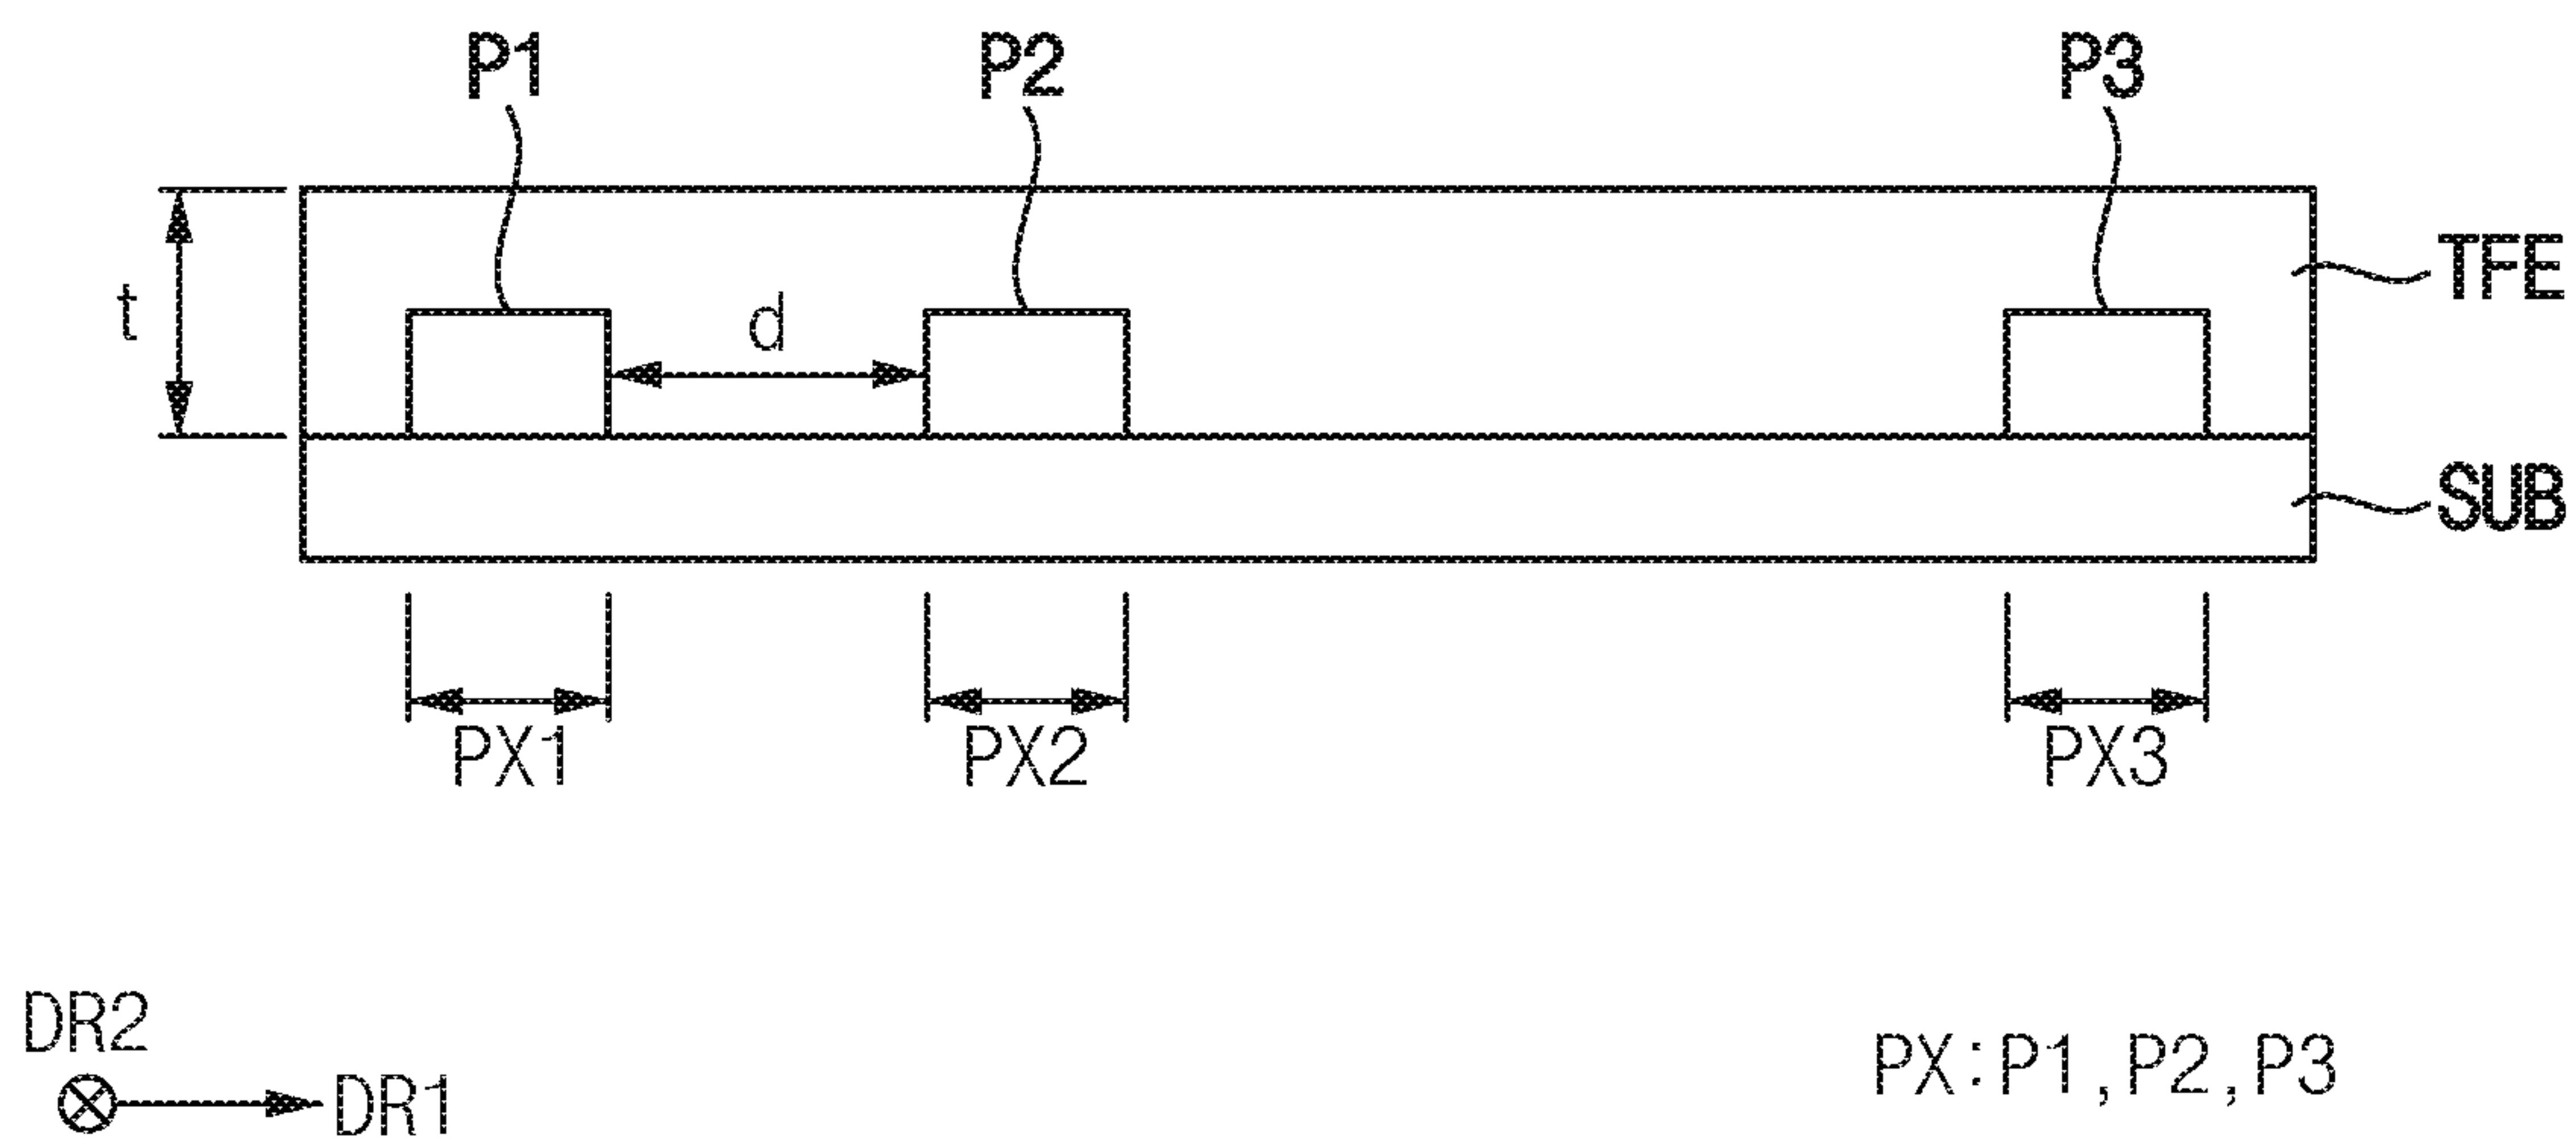 P1 P2 P3
TFE
t d
SUB
PX1 PX2 PX3
DR2
DR1
PX:P1,P2,P3